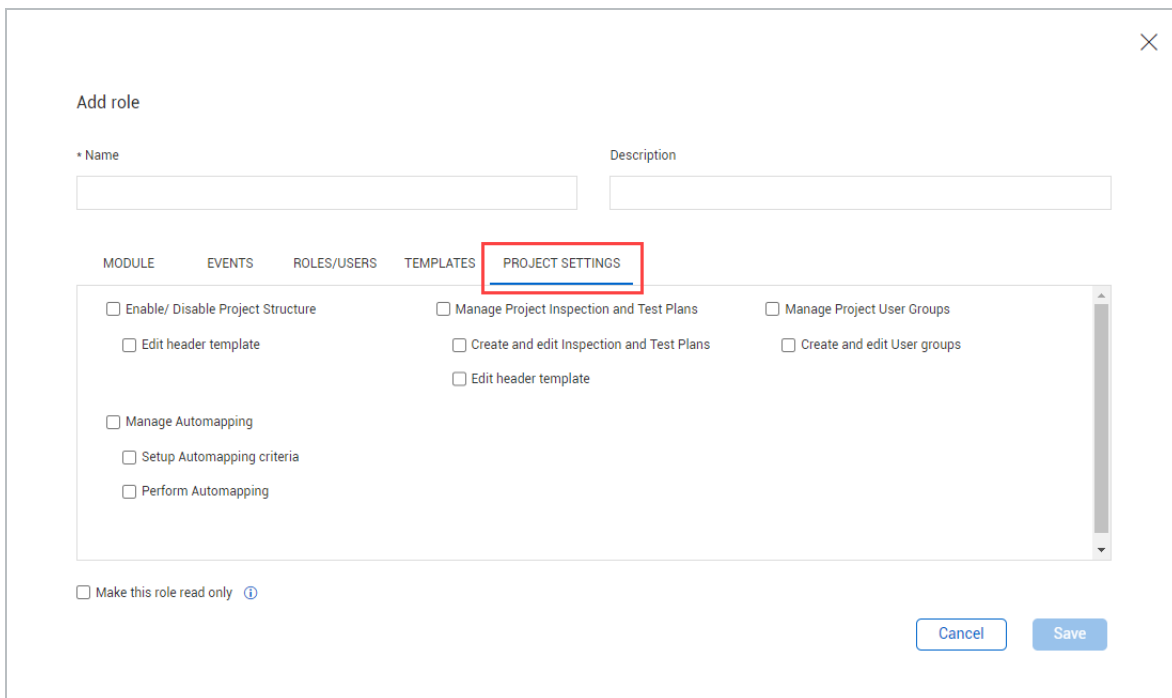 Add role
* Name
Description
MODULE EVENTS ROLES/USERS TEMPLATES PROJECT SETTINGS
Enable/ Disable Project Structure
Edit header template
Manage Project Inspection and Test Plans
Create and edit Inspection and Test Plans
Edit header template
Manage Project User Groups
Create and edit User groups
Manage Automapping
Setup Automapping criteria
Perform Automapping
Make this role read only
Cancel
Save